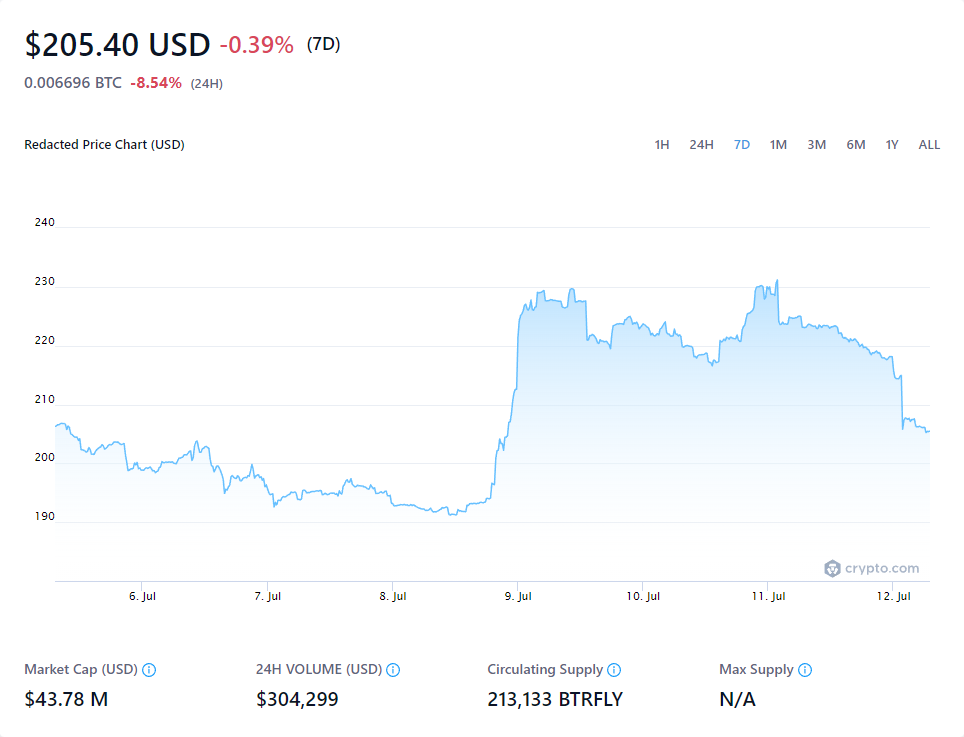 $205.40 USD -0.39% (7D)
0.006696 BTC -8.54% (24H)
Redacted Price Chart (USD) 1H 24H 7D 1M 3M 6M 1Y ALL
240
230
220
210
200
190
crypto.com
6. Jul 7. Jul 8. Jul 9. Jul 10. Jul 11. Jul 12. Jul
Market Cap (USD) 24H VOLUME (USD) Circulating Supply Max Supply
$43.78 M $304,299 213,133 BTRFLY N/A